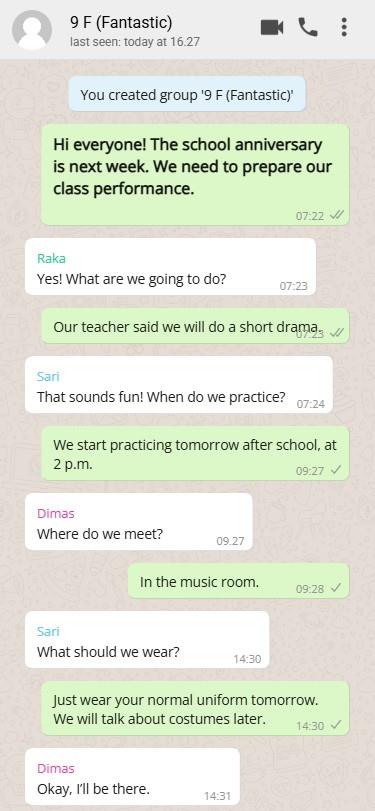 9 F (Fantastic)
last seen: today at 16.27
You created group '9 F (Fantastic)'
Hi everyone! The school anniversary
is next week. We need to prepare our
class performance.
07:22
Raka
Yes! What are we going to do?
07:23
Our teacher said we will do a short drama.
07:23
Sari
That sounds fun! When do we practice?
07:24
We start practicing tomorrow after school, at
2 p.m.
09:27
Dimas
Where do we meet?
09.27
In the music room.
09:28
Sari
What should we wear?
14:30
Just wear your normal uniform tomorrow.
We will talk about costumes later.
14:30
Dimas
Okay, I'll be there.
14:31